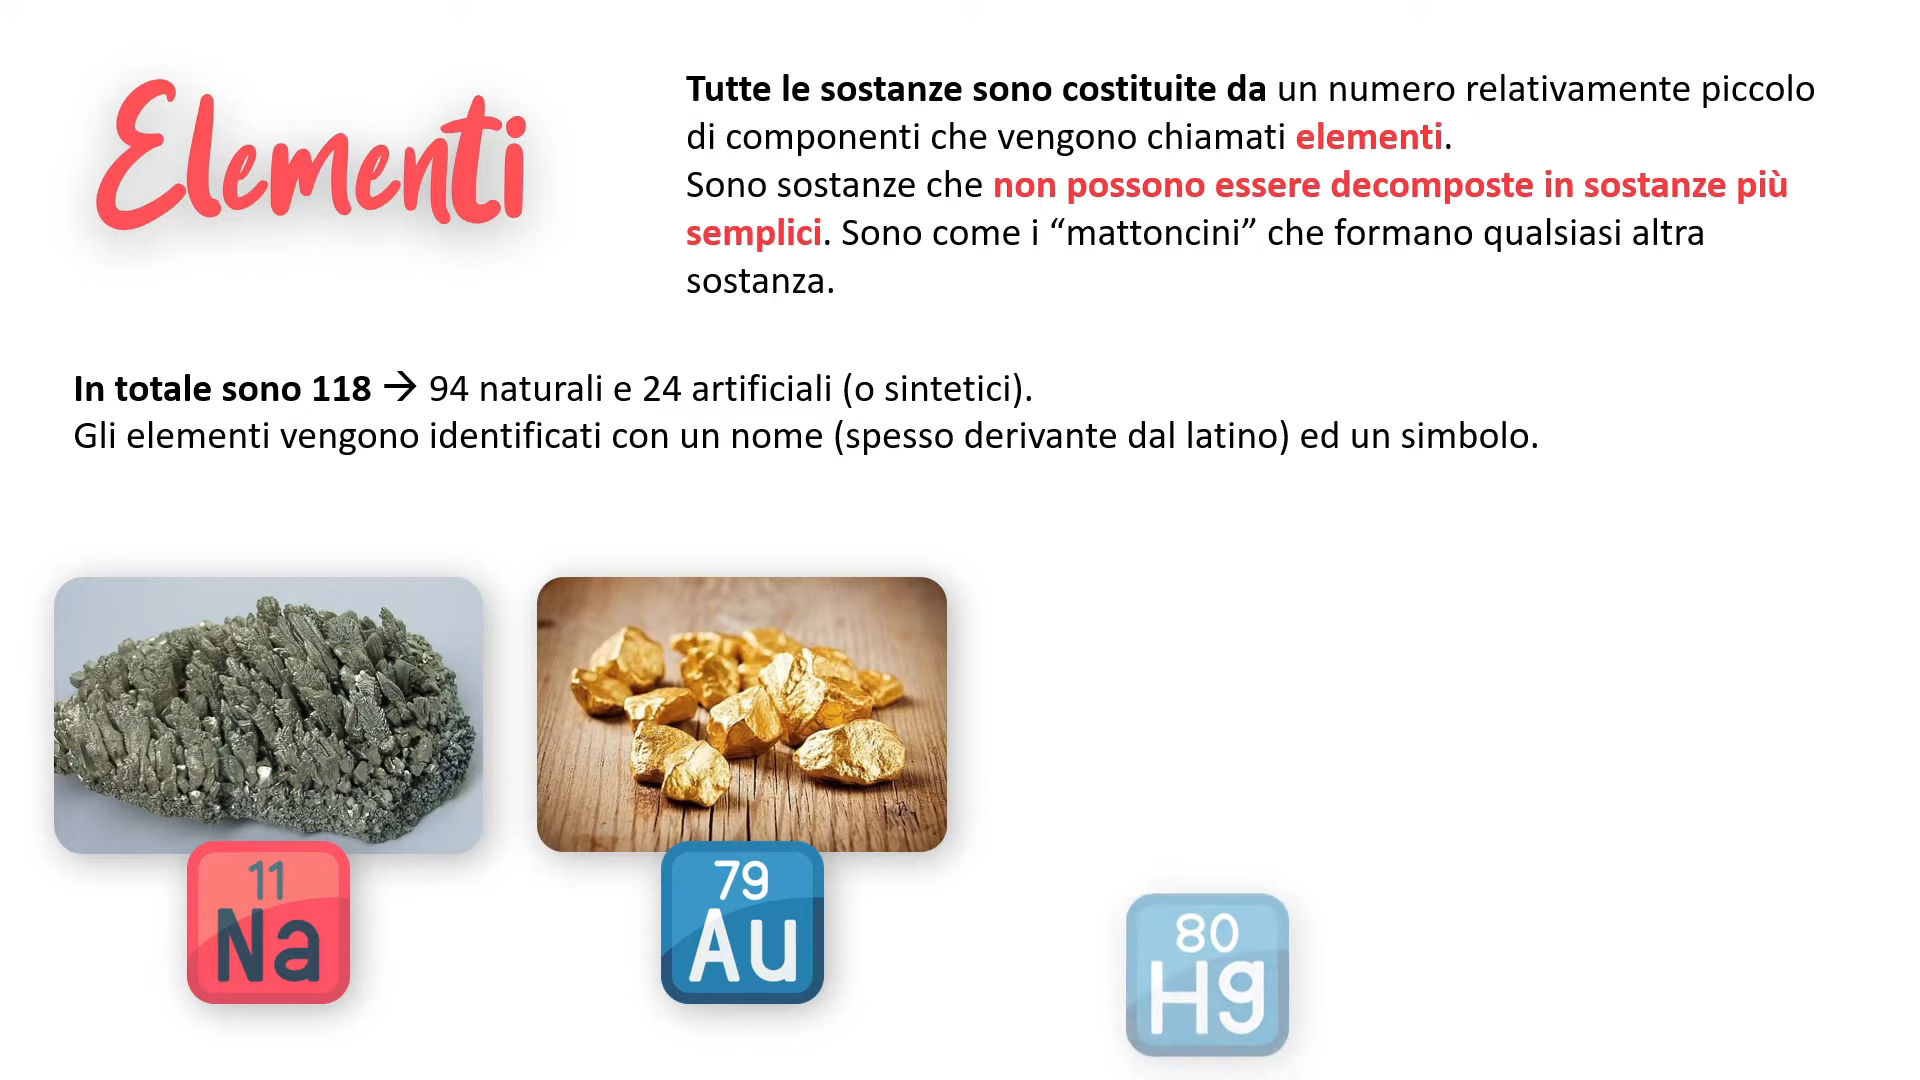 Elementi
Tutte le sostanze sono costituite da un numero relativamente piccolo
di componenti che vengono chiamati elementi.
Sono sostanze che non possono essere decomposte in sostanze più
semplici. Sono come i “mattoncini” che formano qualsiasi altra
sostanza.
In totale sono 118 → 94 naturali e 24 artificiali (o sintetici).
Gli elementi vengono identificati con un nome (spesso derivante dal latino) ed un simbolo.
11
Na
79
Au
80
Hg